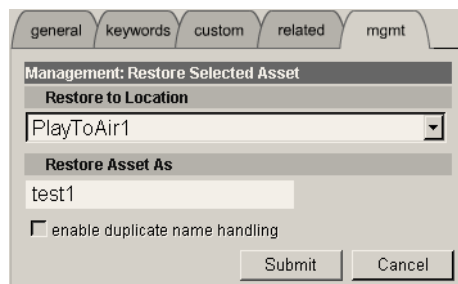 general keywords custom related mgmt
Management: Restore Selected Asset
Restore to Location
PlayToAir1
Restore Asset As
test1
enable duplicate name handling
Submit Cancel